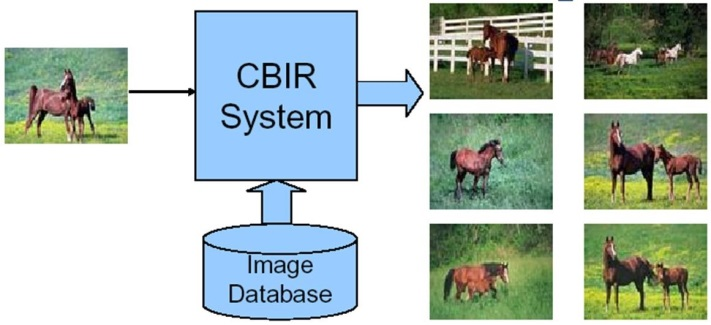 CBIR
System
Image
Database